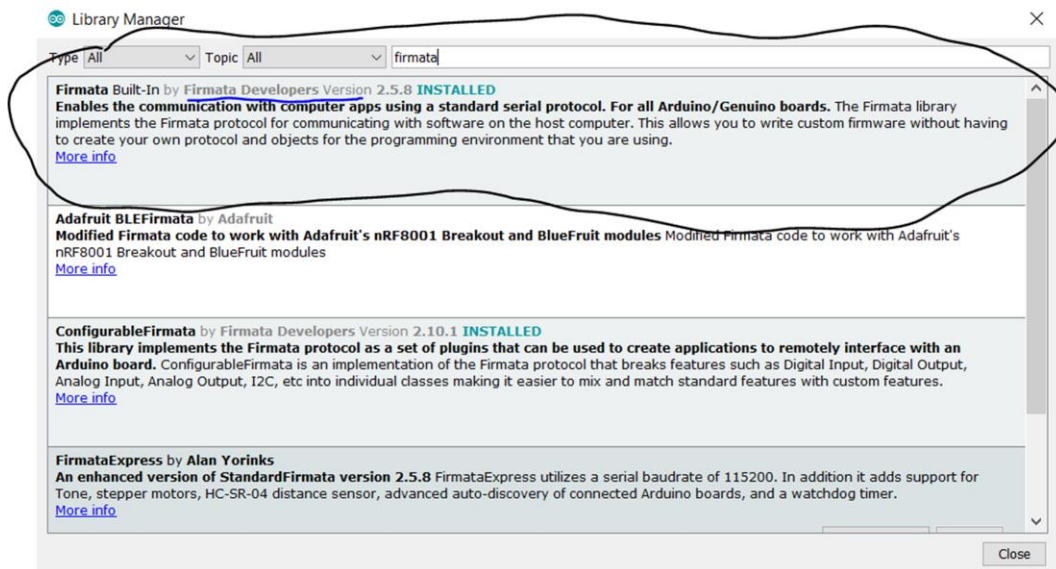 Library Manager
Type All Topic All firmata
Firmata Built-In by Firmata Developers Version 2.5.8 INSTALLED
Enables the communication with computer apps using a standard serial protocol. For all Arduino/Genuino boards. The Firmata library
implements the Firmata protocol for communicating with software on the host computer. This allows you to write custom firmware without having
to create your own protocol and objects for the programming environment that you are using.
More info
Adafruit BLEFirmata by Adafruit
Modified Firmata code to work with Adafruit's nRF8001 Breakout and BlueFruit modules Modified Firmata code to work with Adafruit's
nRF8001 Breakout and BlueFruit modules
More info
ConfigurableFirmata by Firmata Developers Version 2.10.1 INSTALLED
This library implements the Firmata protocol as a set of plugins that can be used to create applications to remotely interface with an
Arduino board. ConfigurableFirmata is an implementation of the Firmata protocol that breaks features such as Digital Input, Digital Output,
Analog Input, Analog Output, I2C, etc into individual classes making it easier to mix and match standard features with custom features.
More info
FirmataExpress by Alan Yorinks
An enhanced version of StandardFirmata version 2.5.8 FirmataExpress utilizes a serial baudrate of 115200. In addition it adds support for
Tone, stepper motors, HC-SR-04 distance sensor, advanced auto-discovery of connected Arduino boards, and a watchdog timer.
More info
Close